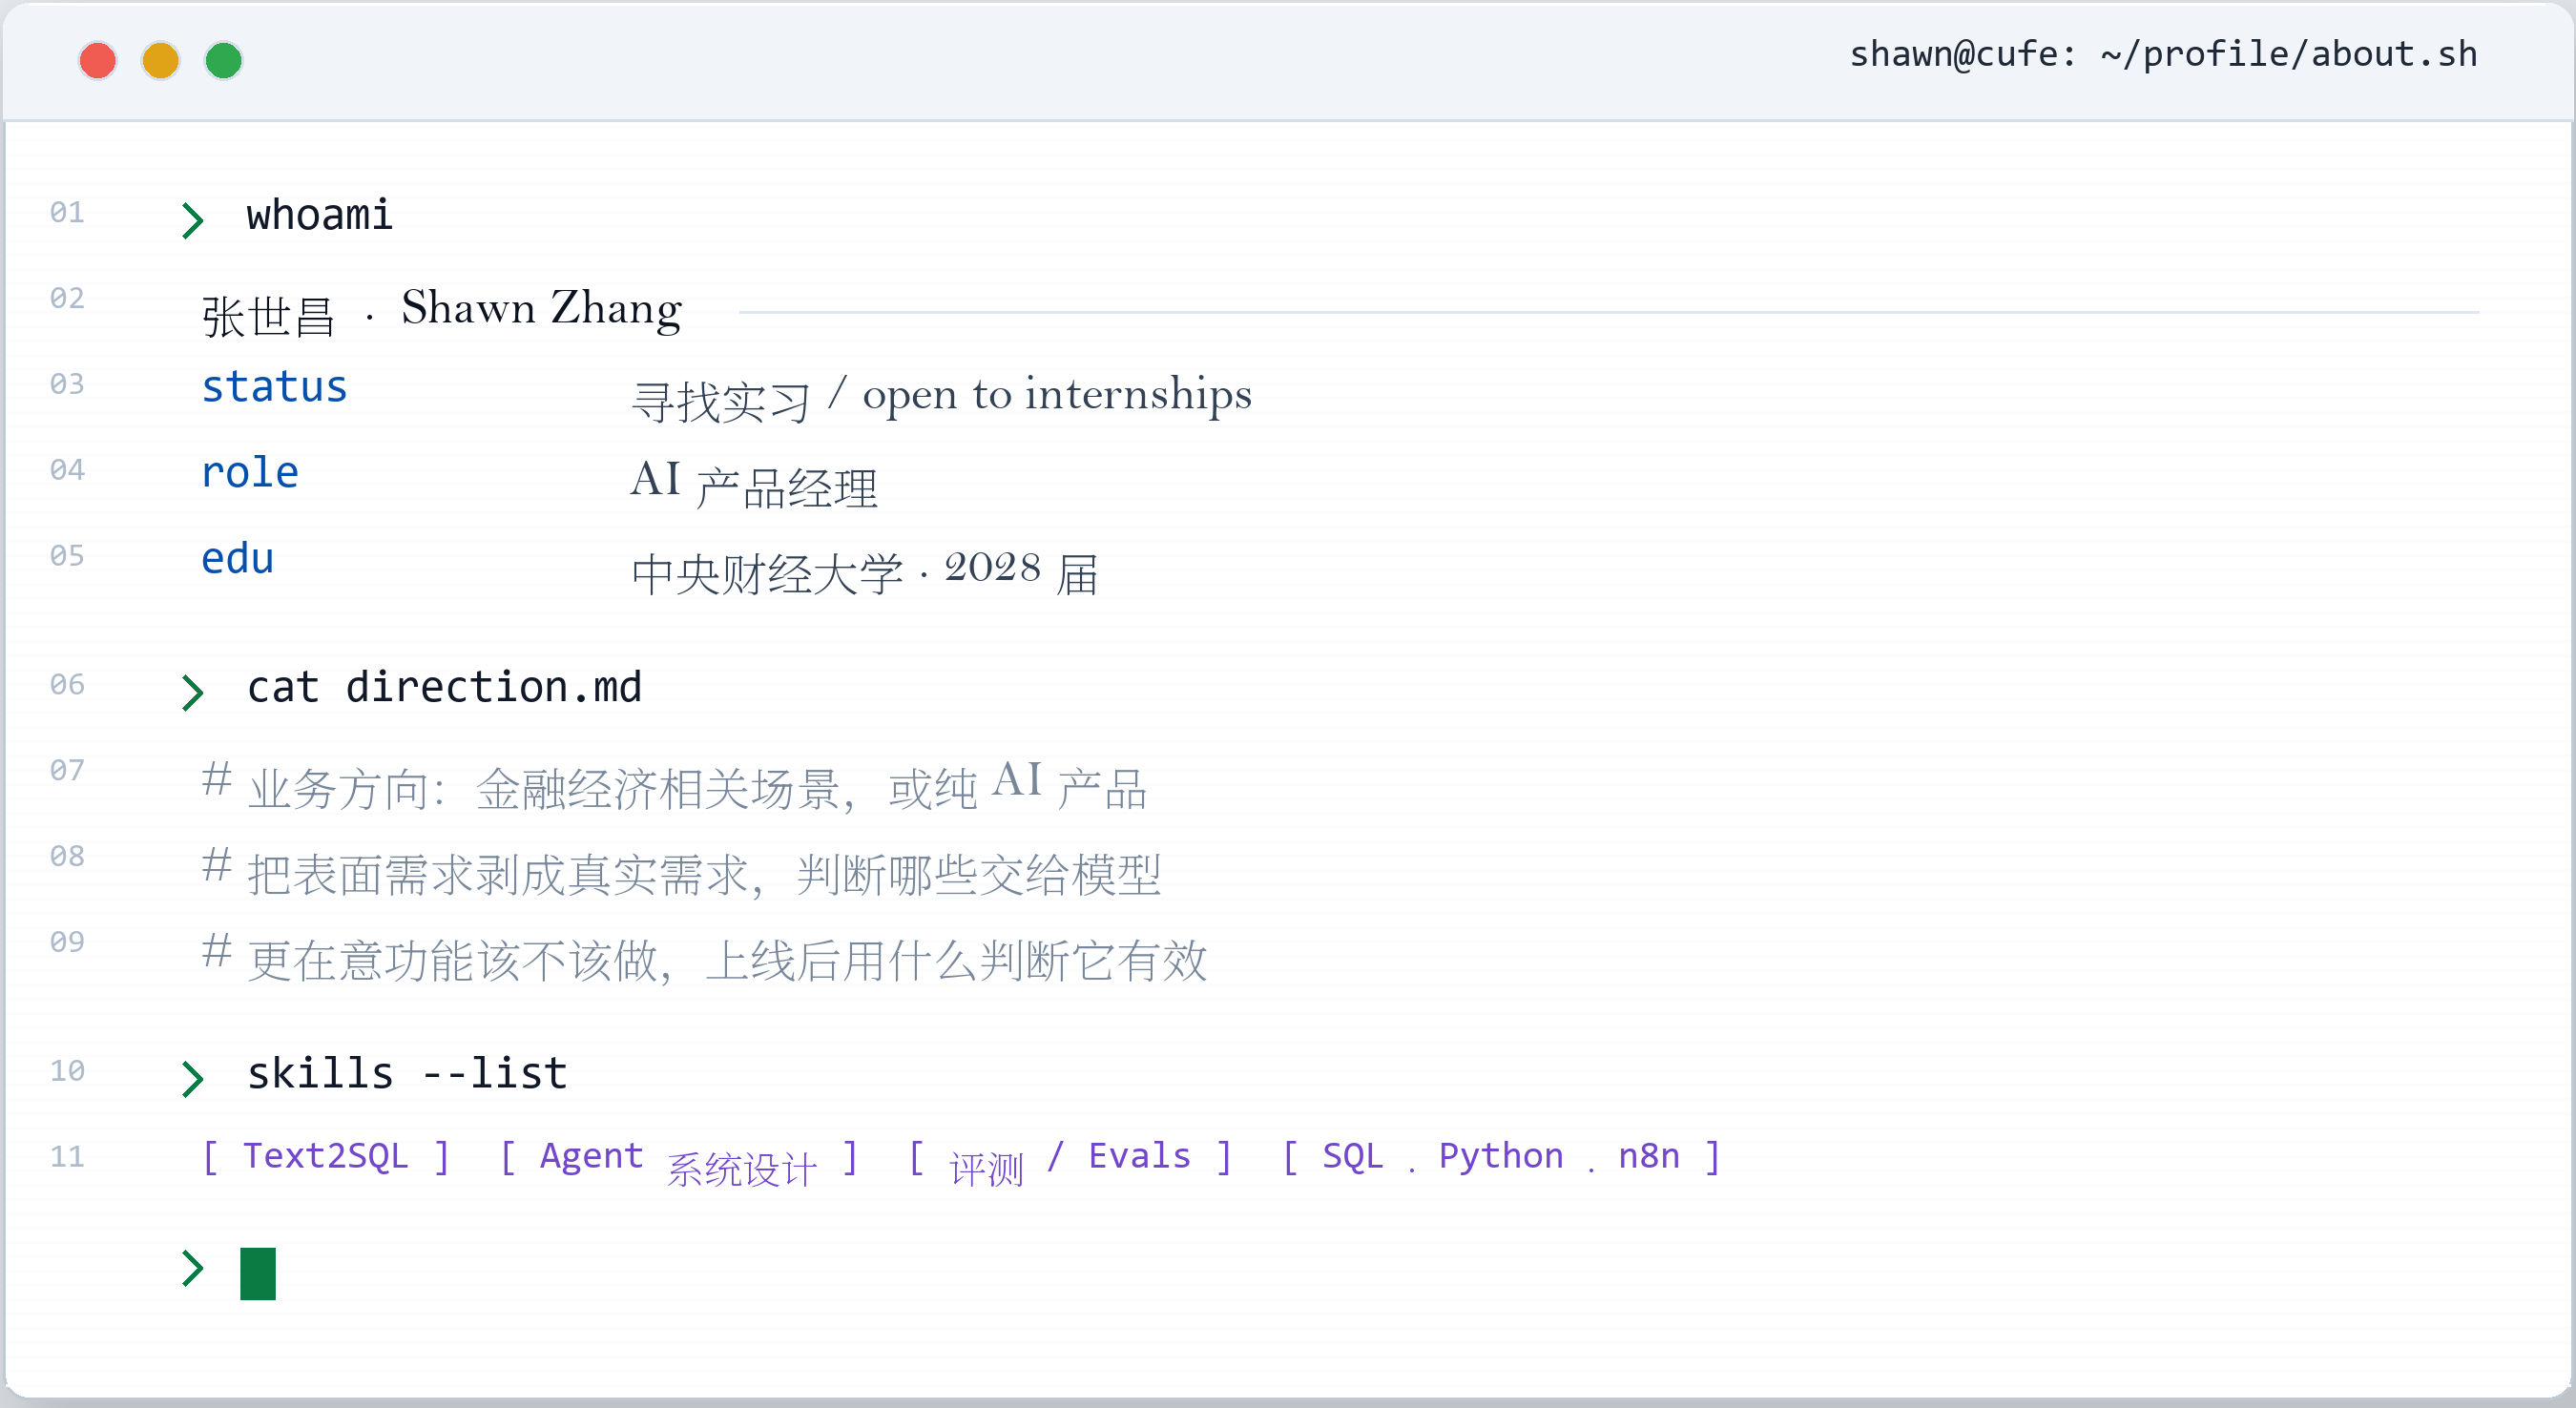 shawn@cufe: ~/profile/about.sh
01 > whoami
02 张世昌 · Shawn Zhang
03 status 寻找实习 / open to internships
04 role AI 产品经理
05 edu 中央财经大学 · 2028 届
06 > cat direction.md
07 # 业务方向：金融经济相关场景，或纯 AI 产品
08 # 把表面需求剥成真实需求，判断哪些交给模型
09 # 更在意功能该不该做，上线后用什么判断它有效
10 > skills --list
11 [ Text2SQL ] [ Agent 系统设计 ] [ 评测 / Evals ] [ SQL · Python · n8n ]
>